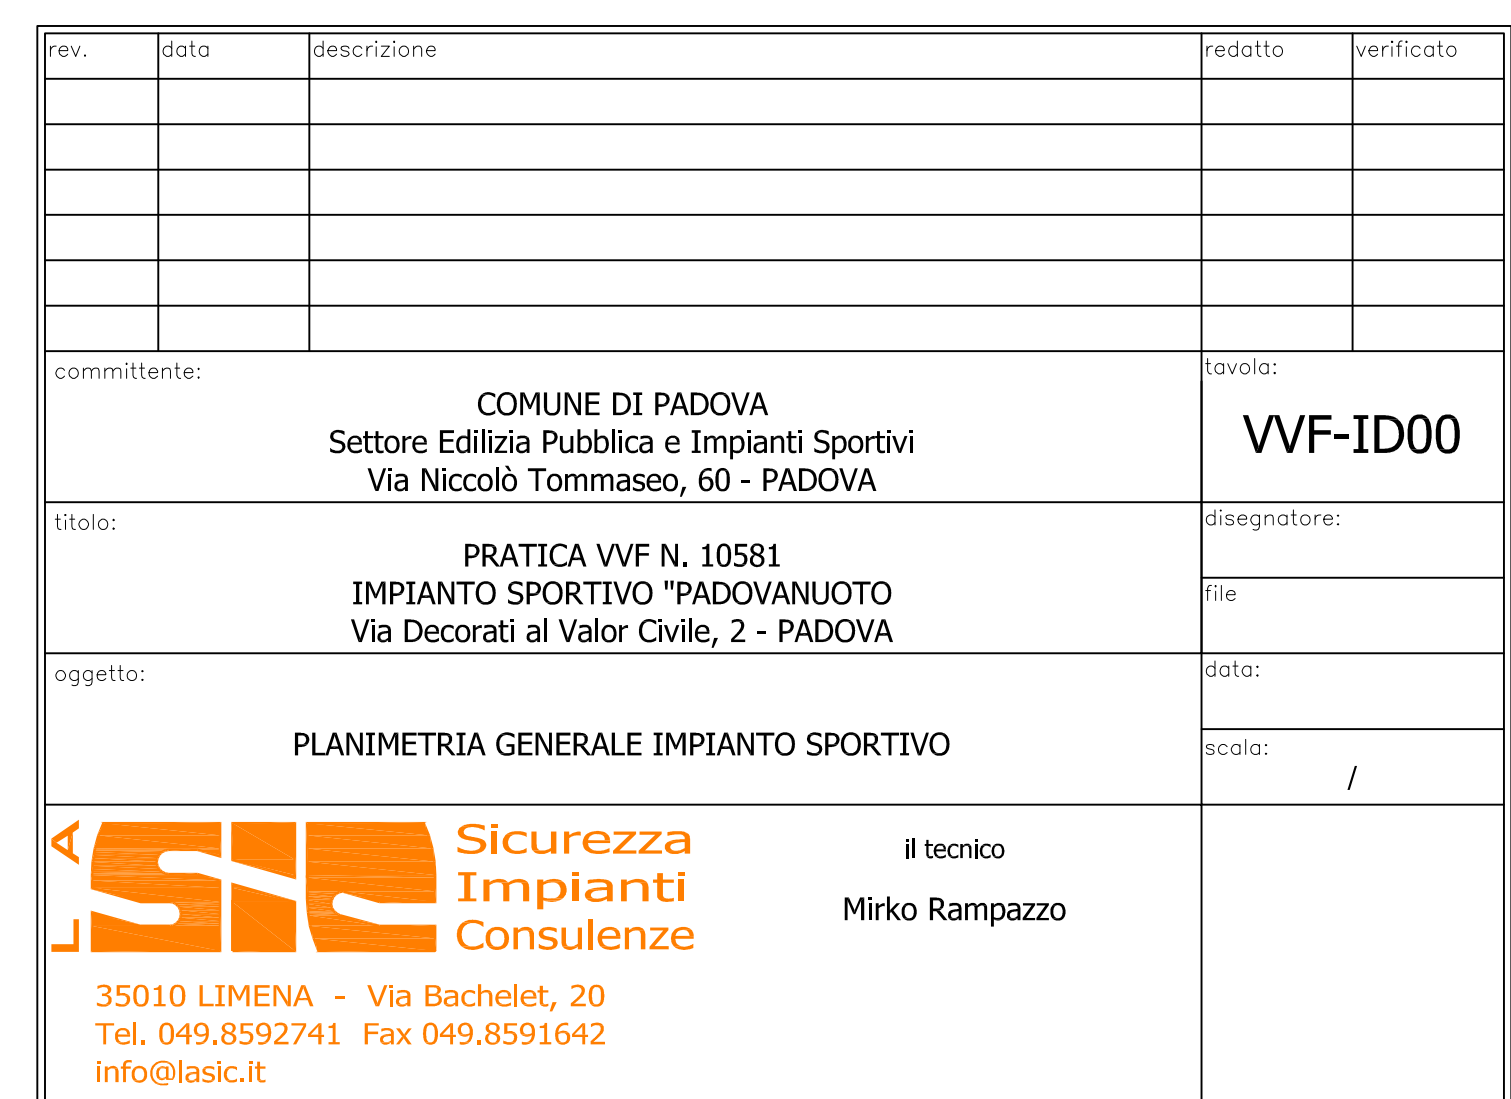 rev. data descrizione redatto verificato
committente:
COMUNE DI PADOVA
Settore Edilizia Pubblica e Impianti Sportivi
Via Niccolò Tommaseo, 60 - PADOVA
tavola:
VVF-ID00
titolo:
PRATICA VVF N. 10581
IMPIANTO SPORTIVO "PADOVANUOTO
Via Decorati al Valor Civile, 2 - PADOVA
disegnatore:
file
oggetto:
PLANIMETRIA GENERALE IMPIANTO SPORTIVO
data:
scala:
/
LA SIC
Sicurezza
Impianti
Consulenze
il tecnico
Mirko Rampazzo
35010 LIMENA - Via Bachelet, 20
Tel. 049.8592741 Fax 049.8591642
info@lasic.it